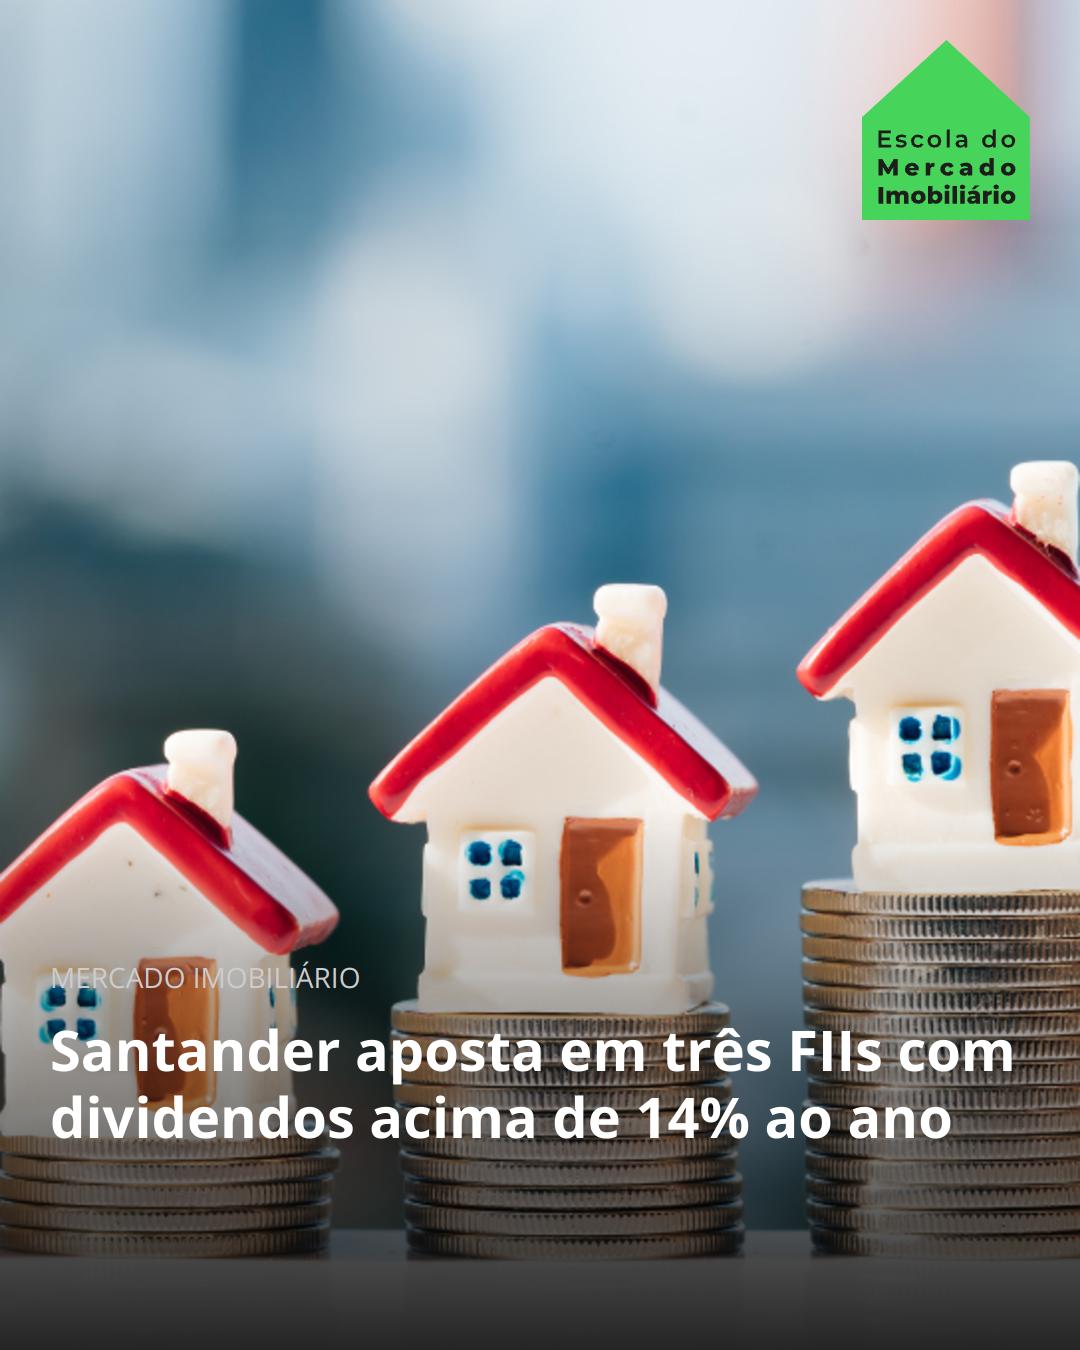 Escola do
Mercado
Imobiliário
MERCADO IMOBILIÁRIO
Santander aposta em três FIIs com
dividendos acima de 14% ao ano